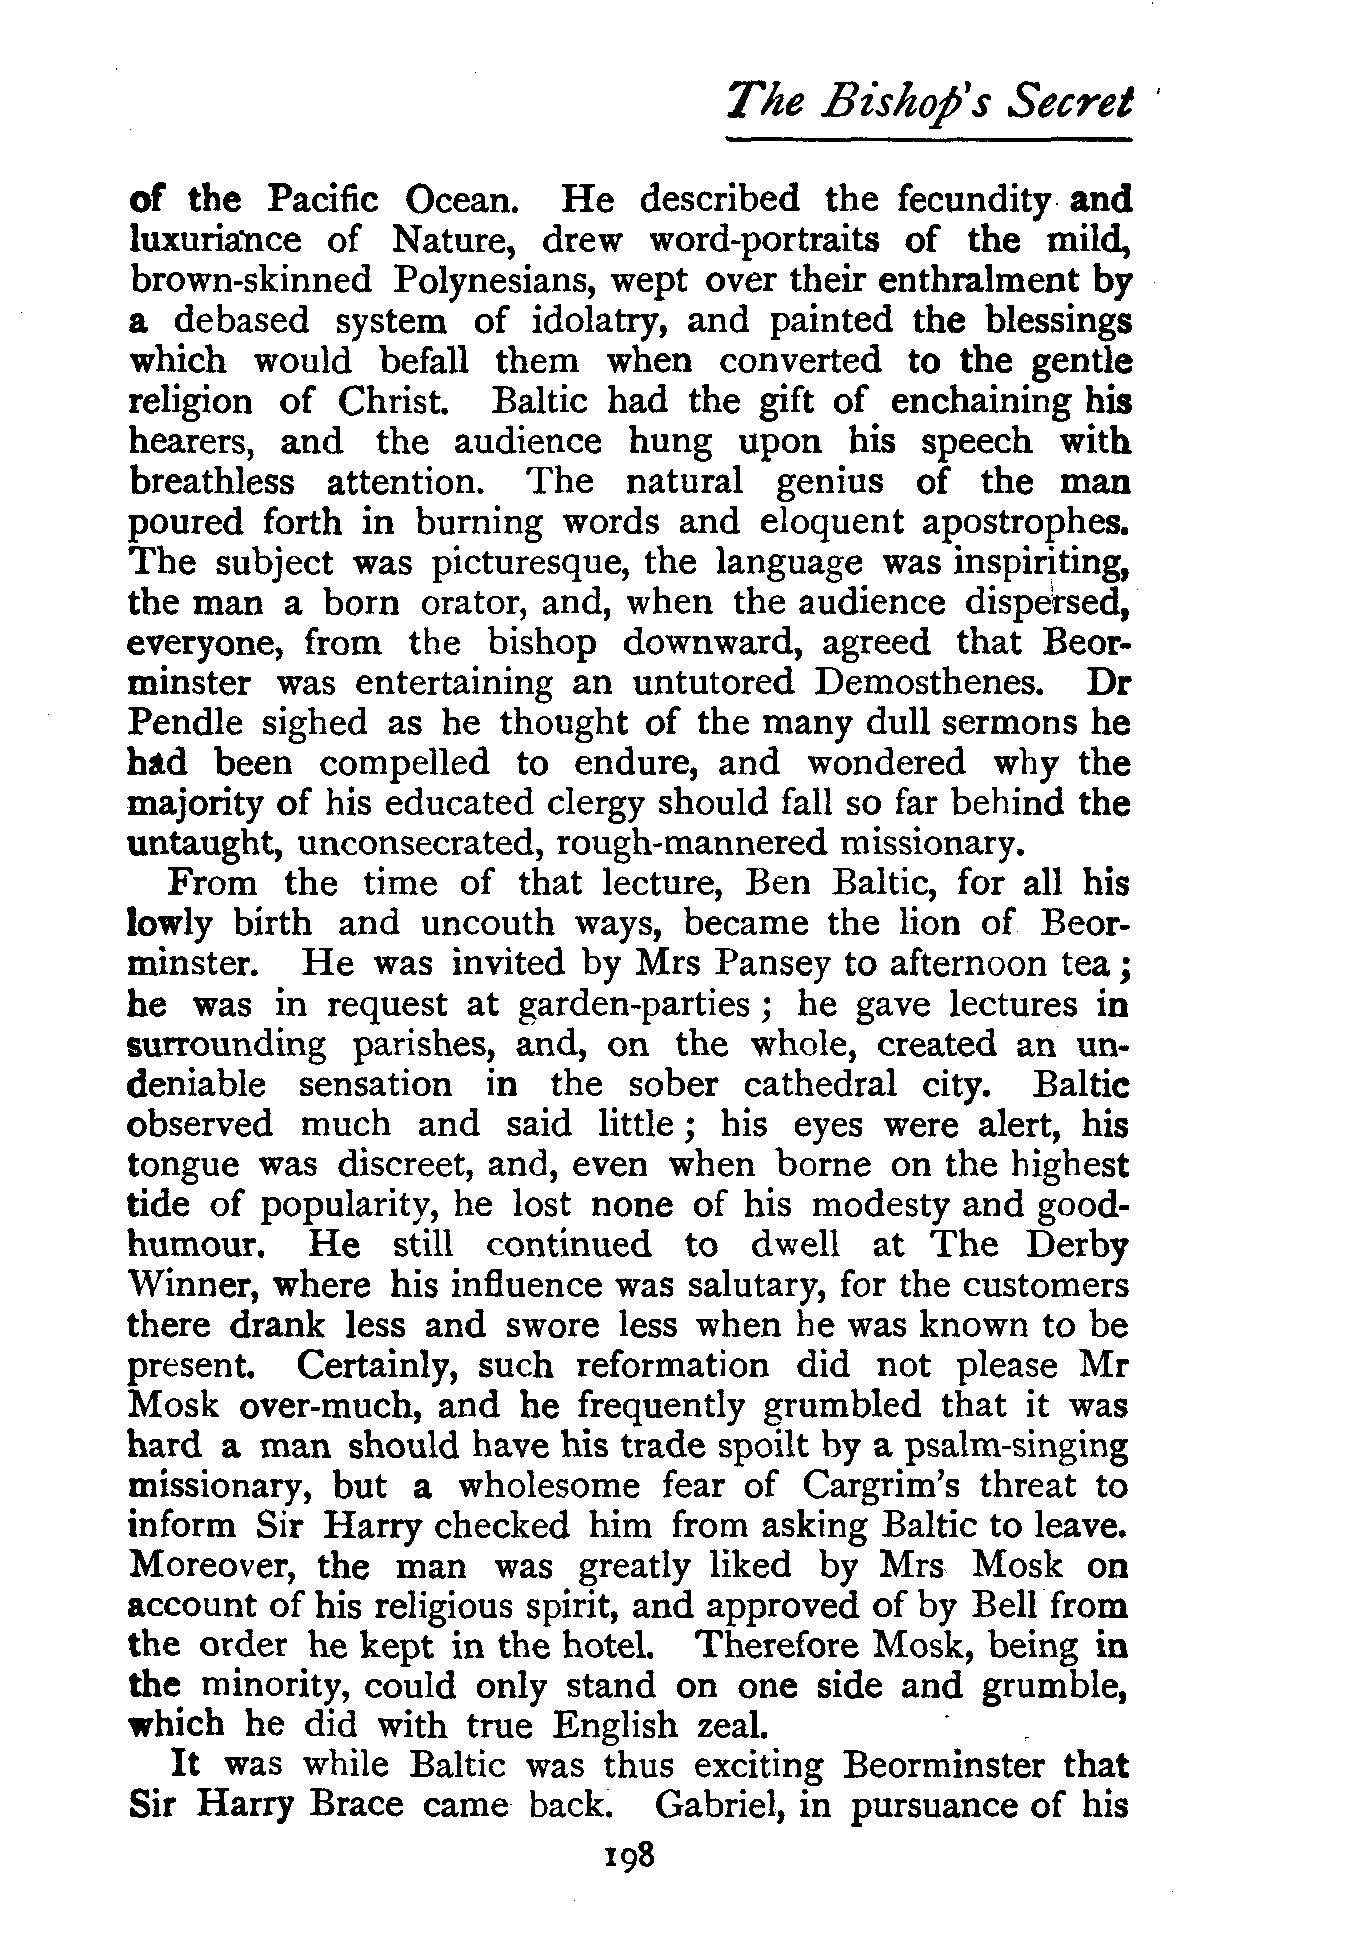 The Bishop's Secret
of the Pacific Ocean. He described the fecundity and
luxuriance of Nature, drew word-portraits of the mild,
brown-skinned Polynesians, wept over their enthralment by
a debased system of idolatry, and painted the blessings
which would befall them when converted to the gentle
religion of Christ. Baltic had the gift of enchaining his
hearers, and the audience hung upon his speech with
breathless attention. The natural genius of the man
poured forth in burning words and eloquent apostrophes.
The subject was picturesque, the language was inspiriting,
the man a born orator, and, when the audience dispersed,
everyone, from the bishop downward, agreed that Beor-
minster was entertaining an untutored Demosthenes. Dr
Pendle sighed as he thought of the many dull sermons he
had been compelled to endure, and wondered why the
majority of his educated clergy should fall so far behind the
untaught, unconsecrated, rough-mannered missionary.
From the time of that lecture, Ben Baltic, for all his
lowly birth and uncouth ways, became the lion of Beor-
minster. He was invited by Mrs Pansey to afternoon tea;
he was in request at garden-parties; he gave lectures in
surrounding parishes, and, on the whole, created an un-
deniable sensation in the sober cathedral city. Baltic
observed much and said little; his eyes were alert, his
tongue was discreet, and, even when borne on the highest
tide of popularity, he lost none of his modesty and good-
humour. He still continued to dwell at The Derby
Winner, where his influence was salutary, for the customers
there drank less and swore less when he was known to be
present. Certainly, such reformation did not please Mr
Mosk over-much, and he frequently grumbled that it was
hard a man should have his trade spoilt by a psalm-singing
missionary, but a wholesome fear of Cargrim's threat to
inform Sir Harry checked him from asking Baltic to leave.
Moreover, the man was greatly liked by Mrs Mosk on
account of his religious spirit, and approved of by Bell from
the order he kept in the hotel. Therefore Mosk, being in
the minority, could only stand on one side and grumble,
which he did with true English zeal.
It was while Baltic was thus exciting Beorminster that
Sir Harry Brace came back. Gabriel, in pursuance of his
198